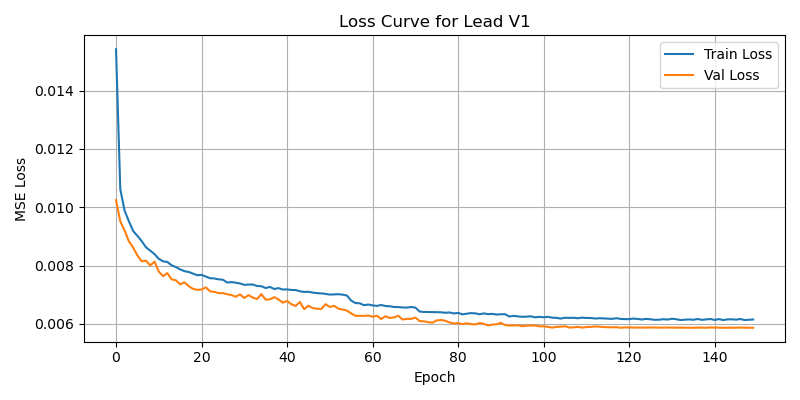 Loss Curve for Lead V1
Train Loss
Val Loss
MSE Loss
0.014
0.012
0.010
0.008
0.006
0 20 40 60 80 100 120 140
Epoch